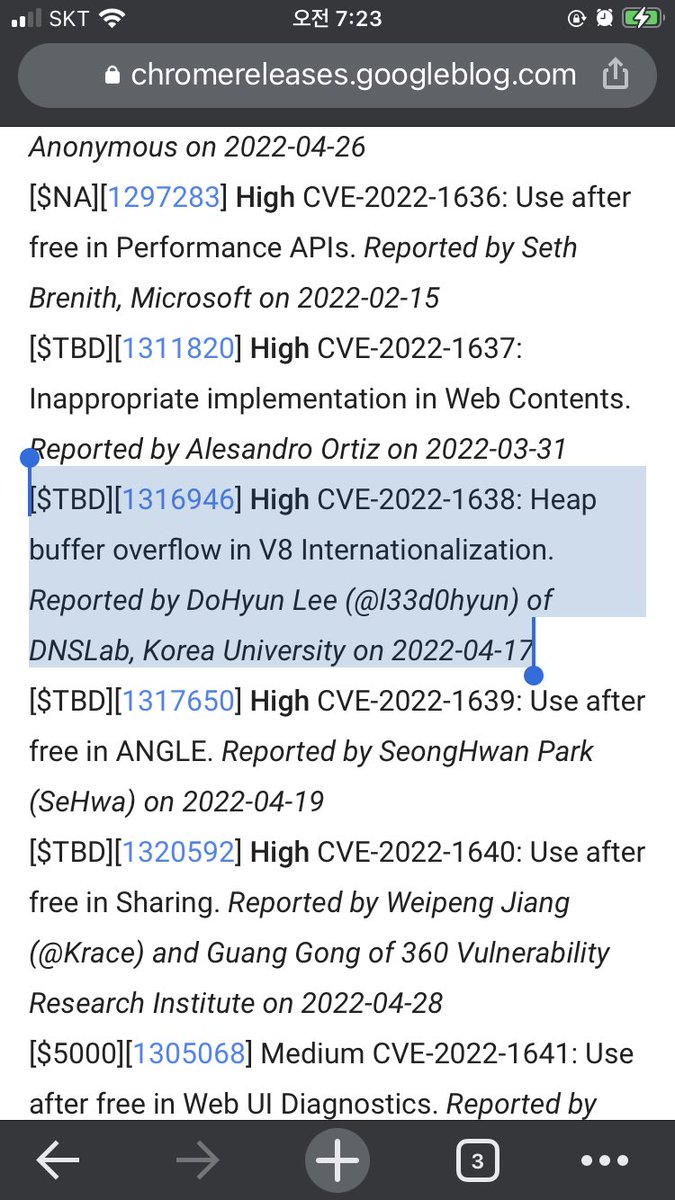 SKT 오전 7:23
chromereleases.googleblog.com
Anonymous on 2022-04-26
[$NA][1297283] High CVE-2022-1636: Use after
free in Performance APIs. Reported by Seth
Brenith, Microsoft on 2022-02-15
[$TBD][1311820] High CVE-2022-1637:
Inappropriate implementation in Web Contents.
Reported by Alesandro Ortiz on 2022-03-31
[$TBD][1316946] High CVE-2022-1638: Heap
buffer overflow in V8 Internationalization.
Reported by DoHyun Lee (@l33d0hyun) of
DNSLab, Korea University on 2022-04-17
[$TBD][1317650] High CVE-2022-1639: Use after
free in ANGLE. Reported by SeongHwan Park
(SeHwa) on 2022-04-19
[$TBD][1320592] High CVE-2022-1640: Use after
free in Sharing. Reported by Weipeng Jiang
(@Krace) and Guang Gong of 360 Vulnerability
Research Institute on 2022-04-28
[$5000][1305068] Medium CVE-2022-1641: Use
after free in Web UI Diagnostics. Reported by
3